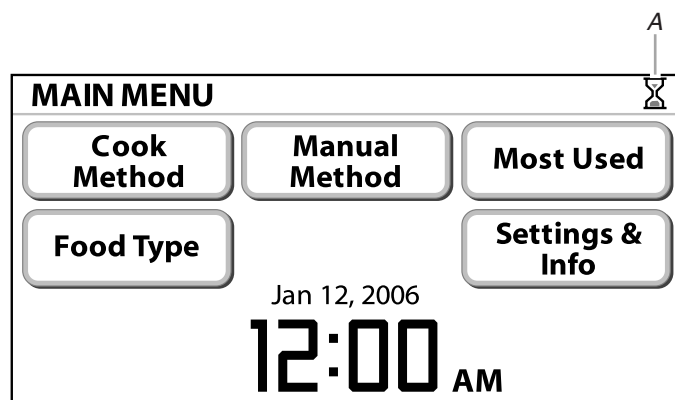 A
MAIN MENU
Cook
Method
Manual
Method
Most Used
Food Type
Settings &
Info
Jan 12, 2006
12:00 AM